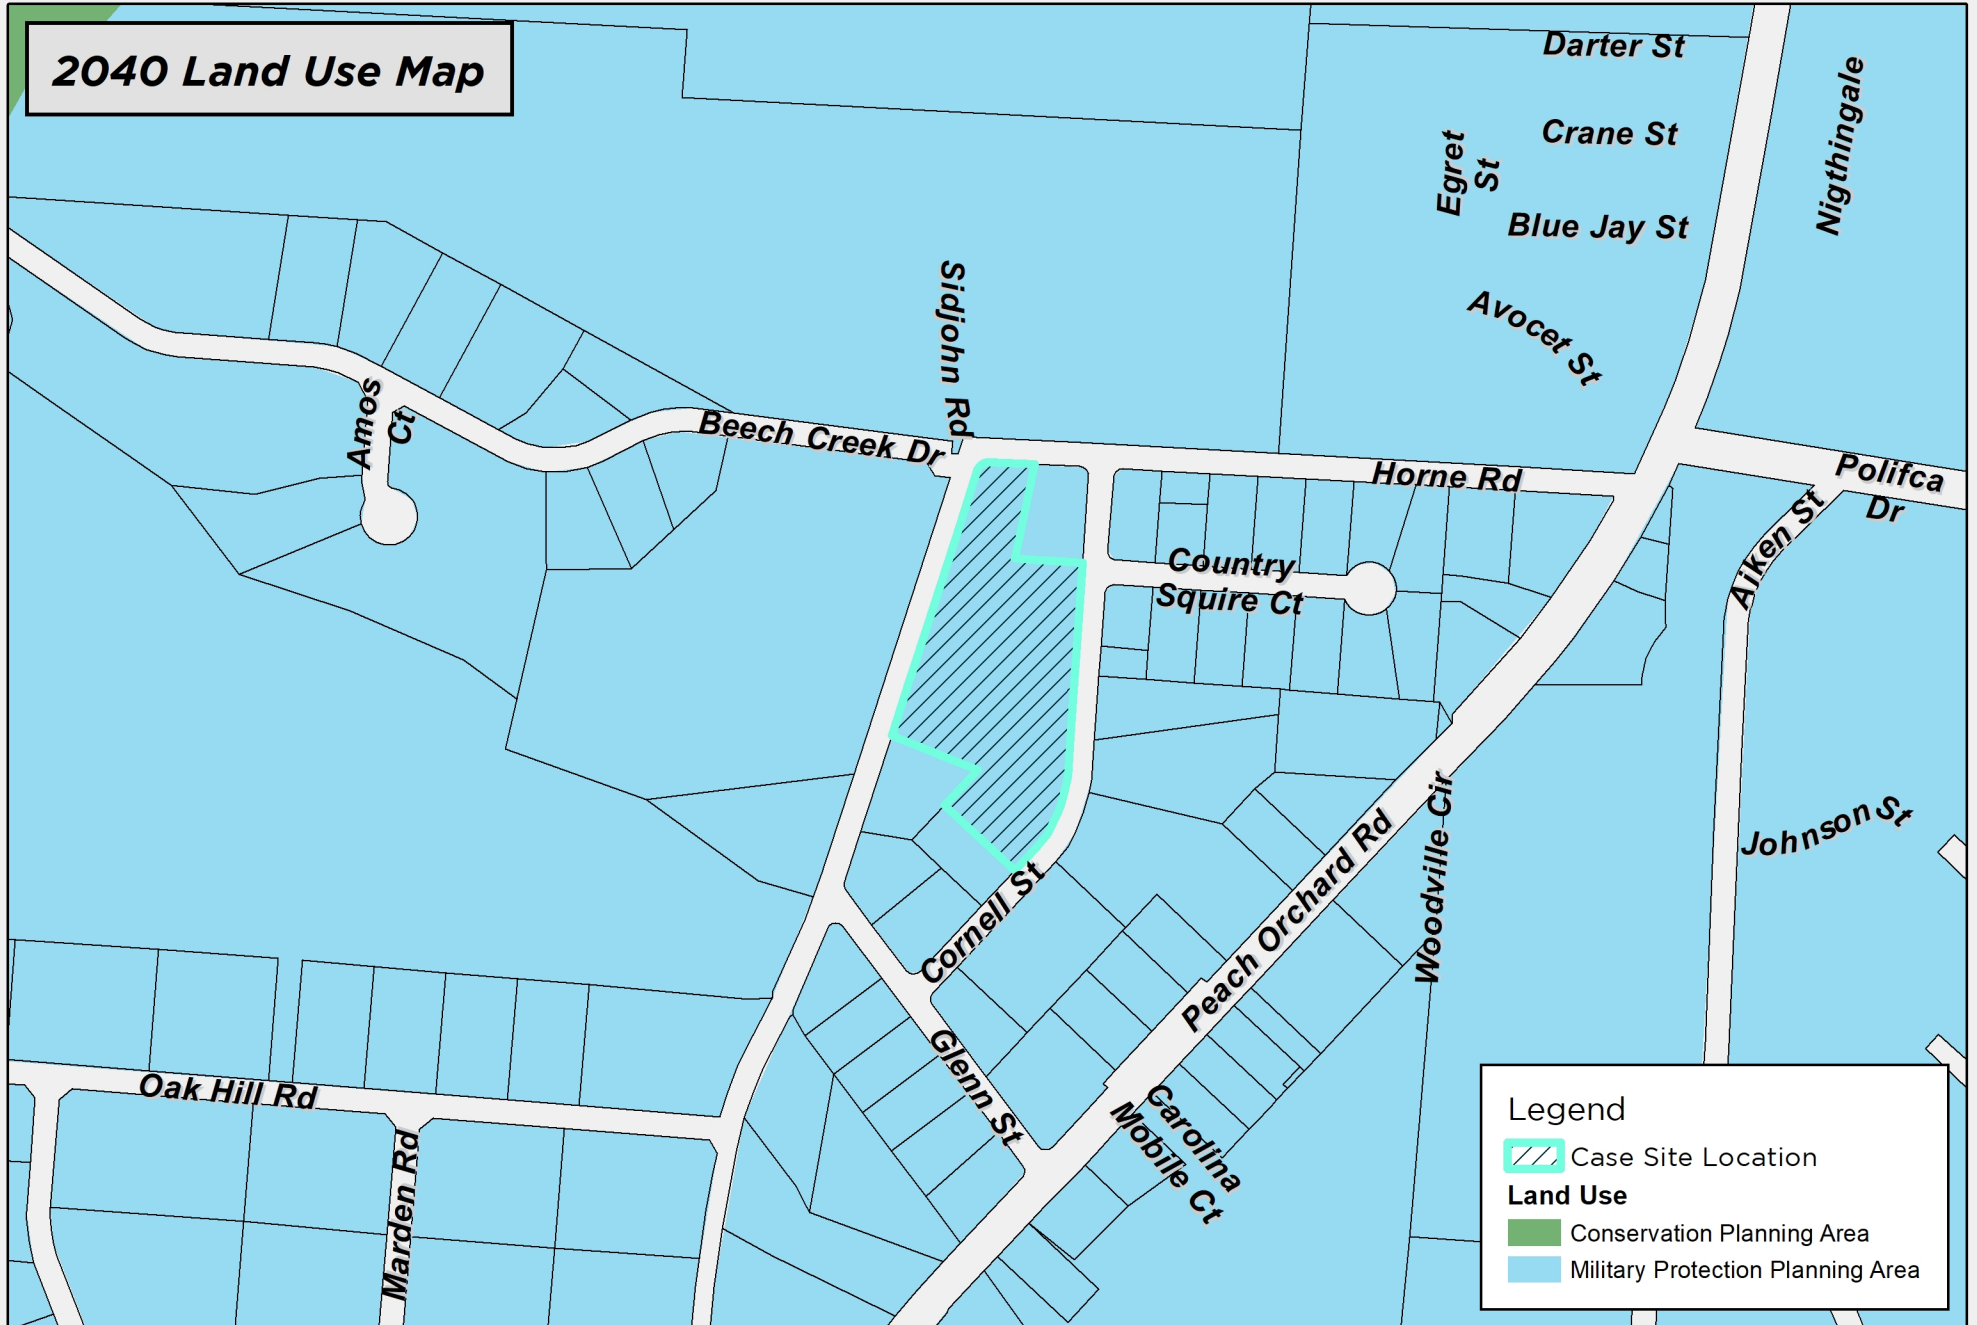 2040 Land Use Map
Darter St
Nigthingale
Crane St
Egret
St
Blue Jay St
Avocet St
Sidjohn Rd
Amos
Ct
Beech Creek Dr
Horne Rd
Polifca
Dr
Aiken St
Country
Squire Ct
Woodville Cir
Johnson St
Peach Orchard Rd
Cornell St
Glenn St
Oak Hill Rd
Marden Rd
Carolina
Mobile Ct
Legend
Case Site Location
Land Use
Conservation Planning Area
Military Protection Planning Area